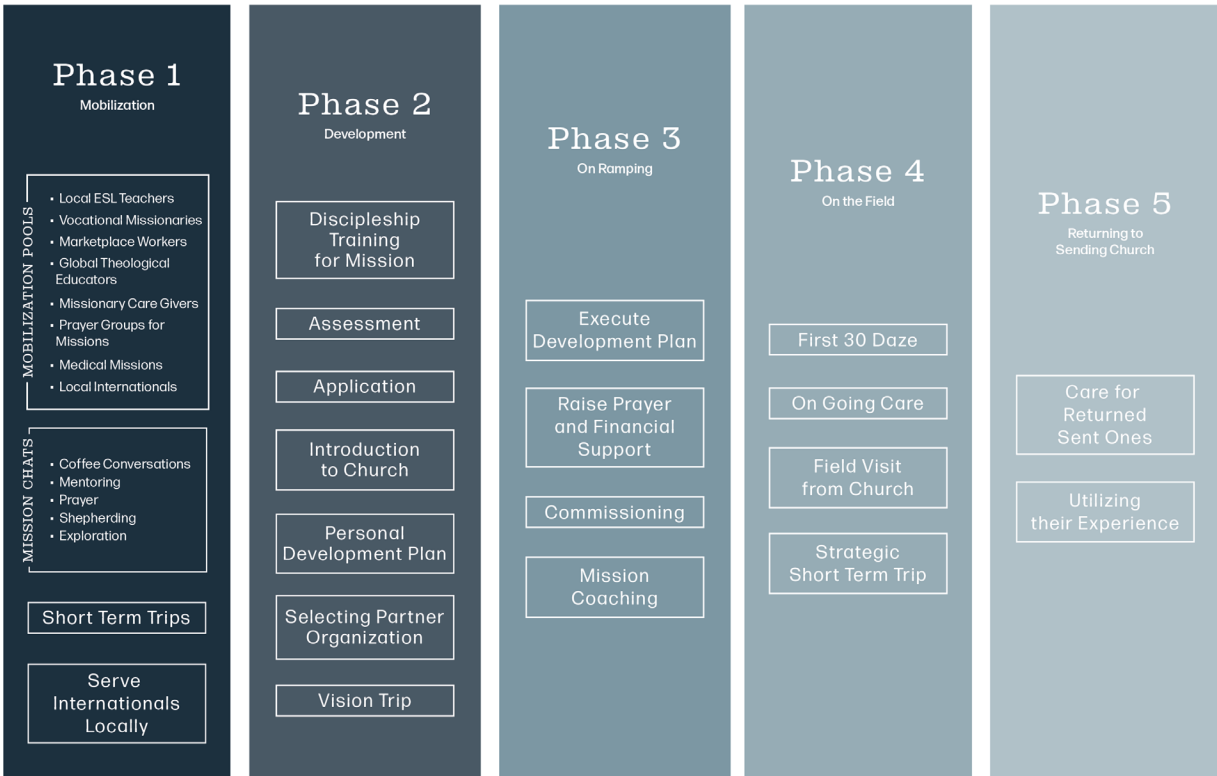 Phase 1
Mobilization
MOBILIZATION POOLS
• Local ESL Teachers
• Vocational Missionaries
• Marketplace Workers
• Global Theological
Educators
• Missionary Care Givers
• Prayer Groups for
Missions
• Medical Missions
• Local Internationals
MISSION CHATS
• Coffee Conversations
• Mentoring
• Prayer
• Shepherding
• Exploration
Short Term Trips
Serve
Internationals
Locally
Phase 2
Development
Discipleship
Training
for Mission
Assessment
Application
Introduction
to Church
Personal
Development Plan
Selecting Partner
Organization
Vision Trip
Phase 3
On Ramping
Execute
Development Plan
Raise Prayer
and Financial
Support
Commissioning
Mission
Coaching
Phase 4
On the Field
First 30 Daze
On Going Care
Field Visit
from Church
Strategic
Short Term Trip
Phase 5
Returning to
Sending Church
Care for
Returned
Sent Ones
Utilizing
their Experience